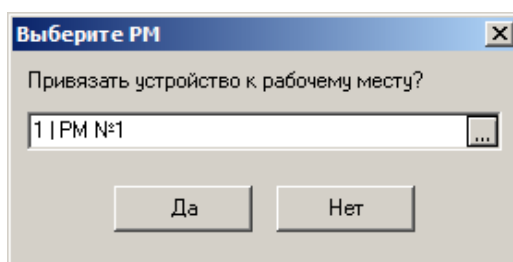 Выберите РМ
Привязать устройство к рабочему месту?
1 | РМ №1
...
Да Нет